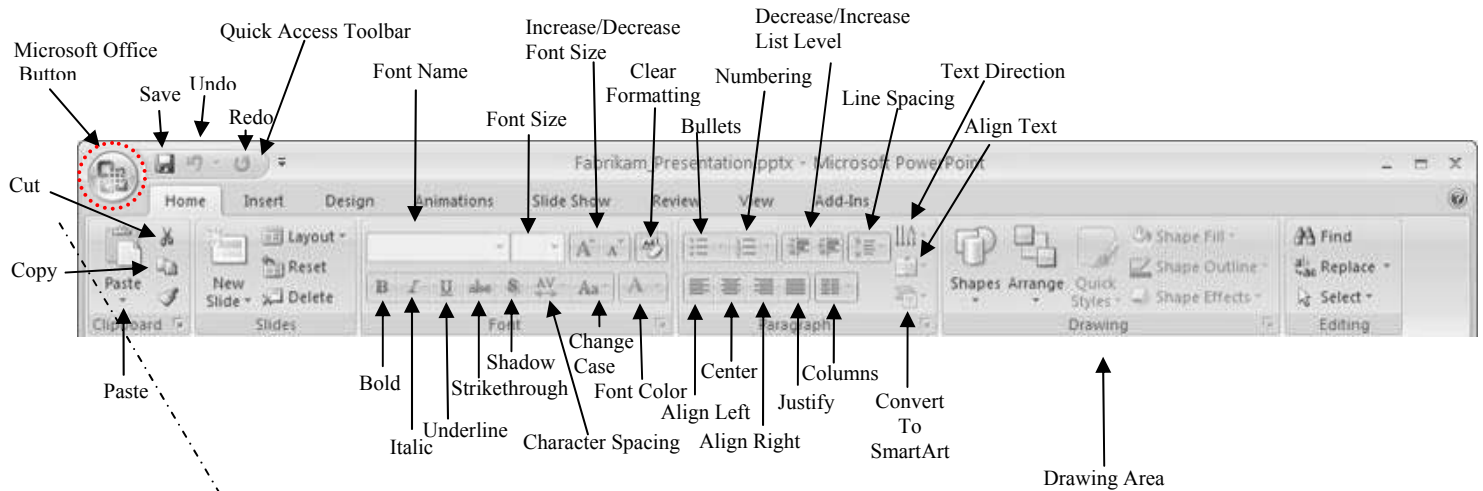 Microsoft Office
Button
Save
Undo
Redo
Quick Access Toolbar
Font Name
Increase/Decrease
Font Size
Font Size
Clear
Formatting
Bullets
Numbering
Decrease/Increase
List Level
Line Spacing
Text Direction
Align Text
Fabrikam_Presentation.pptx - Microsoft PowerPoint
Cut
Copy
Home Insert Design Animations Slide Show Review View Add-Ins
Paste
New
Slide
Layout
Reset
Delete
A A
B I U abc S AV Aa A
Shapes Arrange Quick
Styles
Shape Fill
Shape Outline
Shape Effects
Find
Replace
Select
Clipboard Slides Font Paragraph Drawing Editing
Paste
Bold
Italic
Underline
Strikethrough
Shadow
Character Spacing
Change
Case
Font Color
Align Left
Center
Align Right
Justify
Columns
Convert
To
SmartArt
Drawing Area